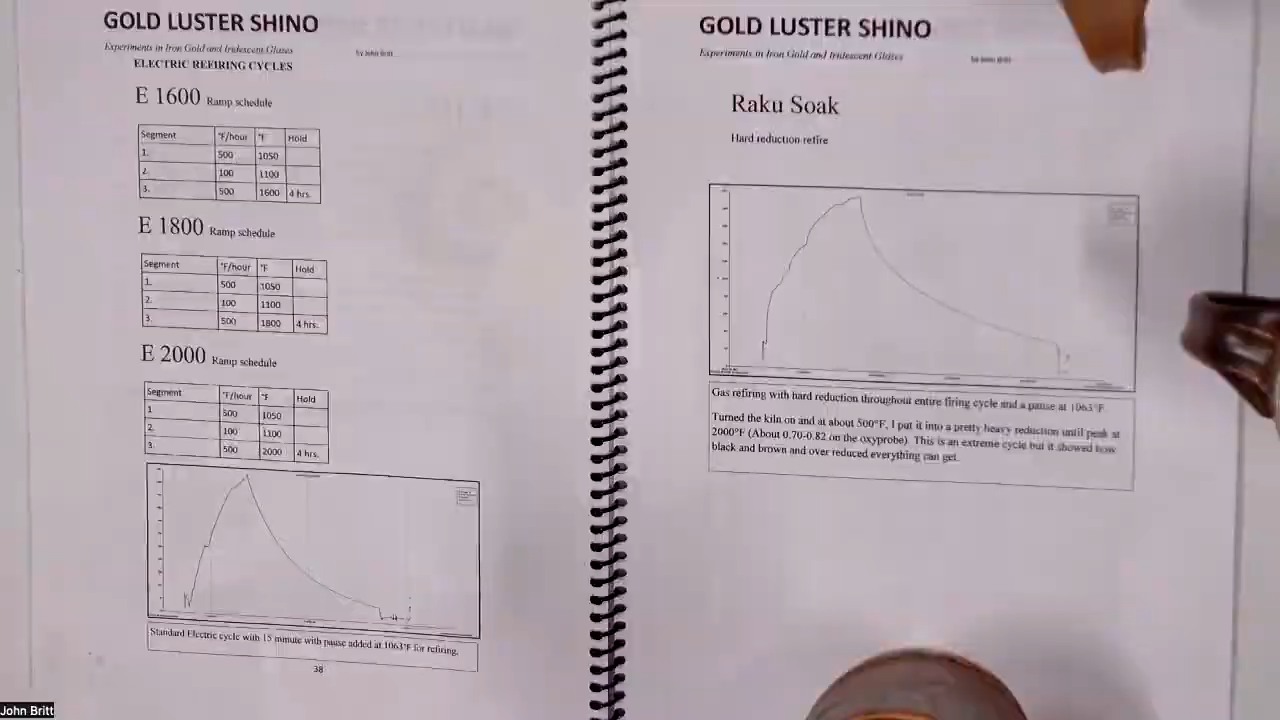 GOLD LUSTER SHINO
Experiments in Iron Gold and Iridescent Glazes
by John Britt
ELECTRIC REFIRING CYCLES
E 1600 Ramp schedule
Segment °F/hour °F Hold
1. 500 1050
2. 100 1100
3. 500 1600 4 hrs.
E 1800 Ramp schedule
Segment °F/hour °F Hold
1. 500 1050
2. 100 1100
3. 500 1800 4 hrs.
E 2000 Ramp schedule
Segment °F/hour °F Hold
1 500 1050
2. 100 1100
3. 500 2000 4 hrs.
Standard Electric cycle with 15 minute with pause added at 1063°F for refiring.
38
GOLD LUSTER SHINO
Experiments in Iron Gold and Iridescent Glazes
by John Britt
Raku Soak
Hard reduction refire
Gas refiring with hard reduction throughout entire firing cycle and a pause at 1063°F
Turned the kiln on and at about 500°F, I put it into a pretty heavy reduction until peak at
2000°F (About 0.70-0.82 on the oxyprobe). This is an extreme cycle but it showed how
black and brown and over reduced everything can get.
John Britt